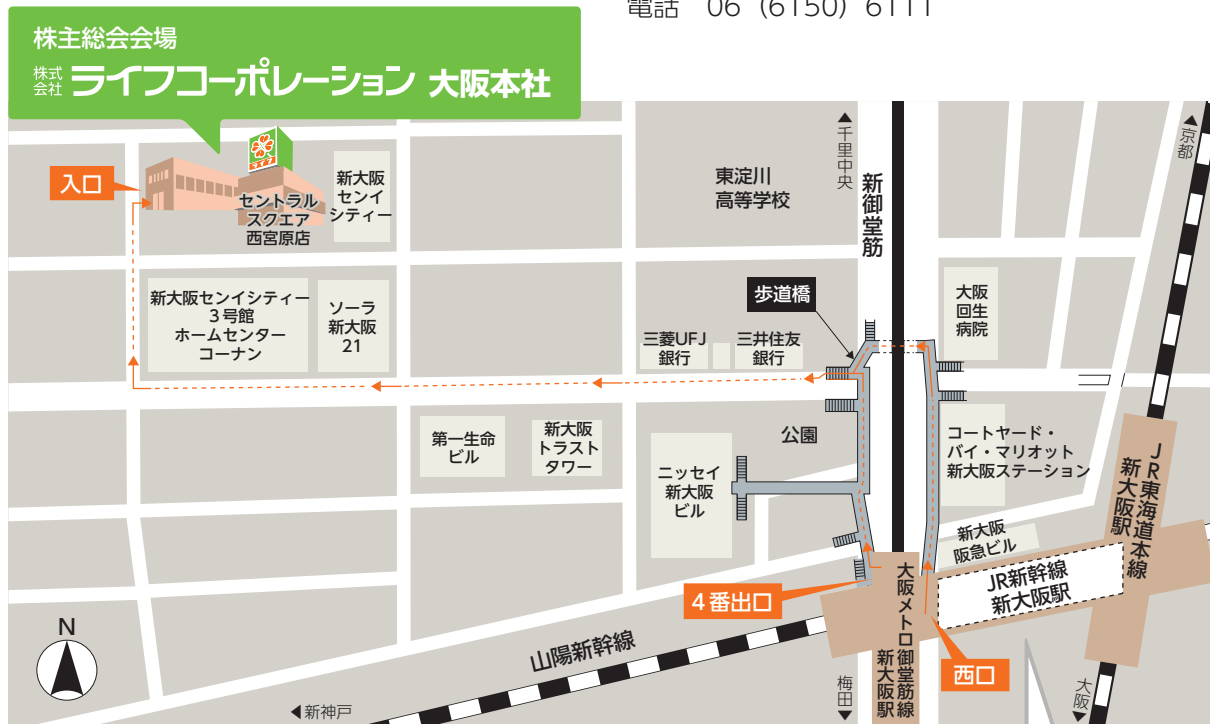 電話　06（6150）6111
株主総会会場
株式
会社
ライフコーポレーション 大阪本社
千里中央
京都
新御堂筋
東淀川
高等学校
入口
ライフ
セントラル
スクエア
西宮原店
新大阪
センイ
シティー
新大阪センイシティー
3号館
ホームセンター
コーナン
ソーラ
新大阪
21
歩道橋
大阪
回生
病院
三菱UFJ
銀行
三井住友
銀行
第一生命
ビル
新大阪
トラスト
タワー
公園
ニッセイ
新大阪
ビル
コートヤード・
バイ・マリオット
新大阪ステーション
JR東海道本線
新大阪駅
新大阪
阪急ビル
JR新幹線
新大阪駅
4番出口
大阪メトロ御堂筋線
新大阪駅
西口
N
山陽新幹線
新神戸
梅田
大阪